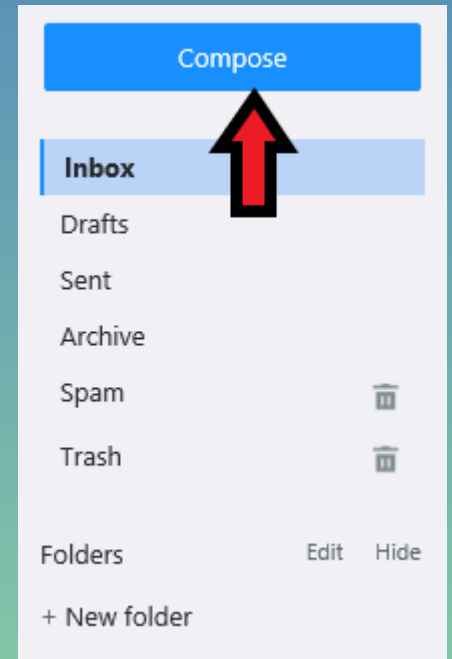 Compose
Inbox
Drafts
Sent
Archive
Spam
Trash
Folders Edit Hide
+ New folder